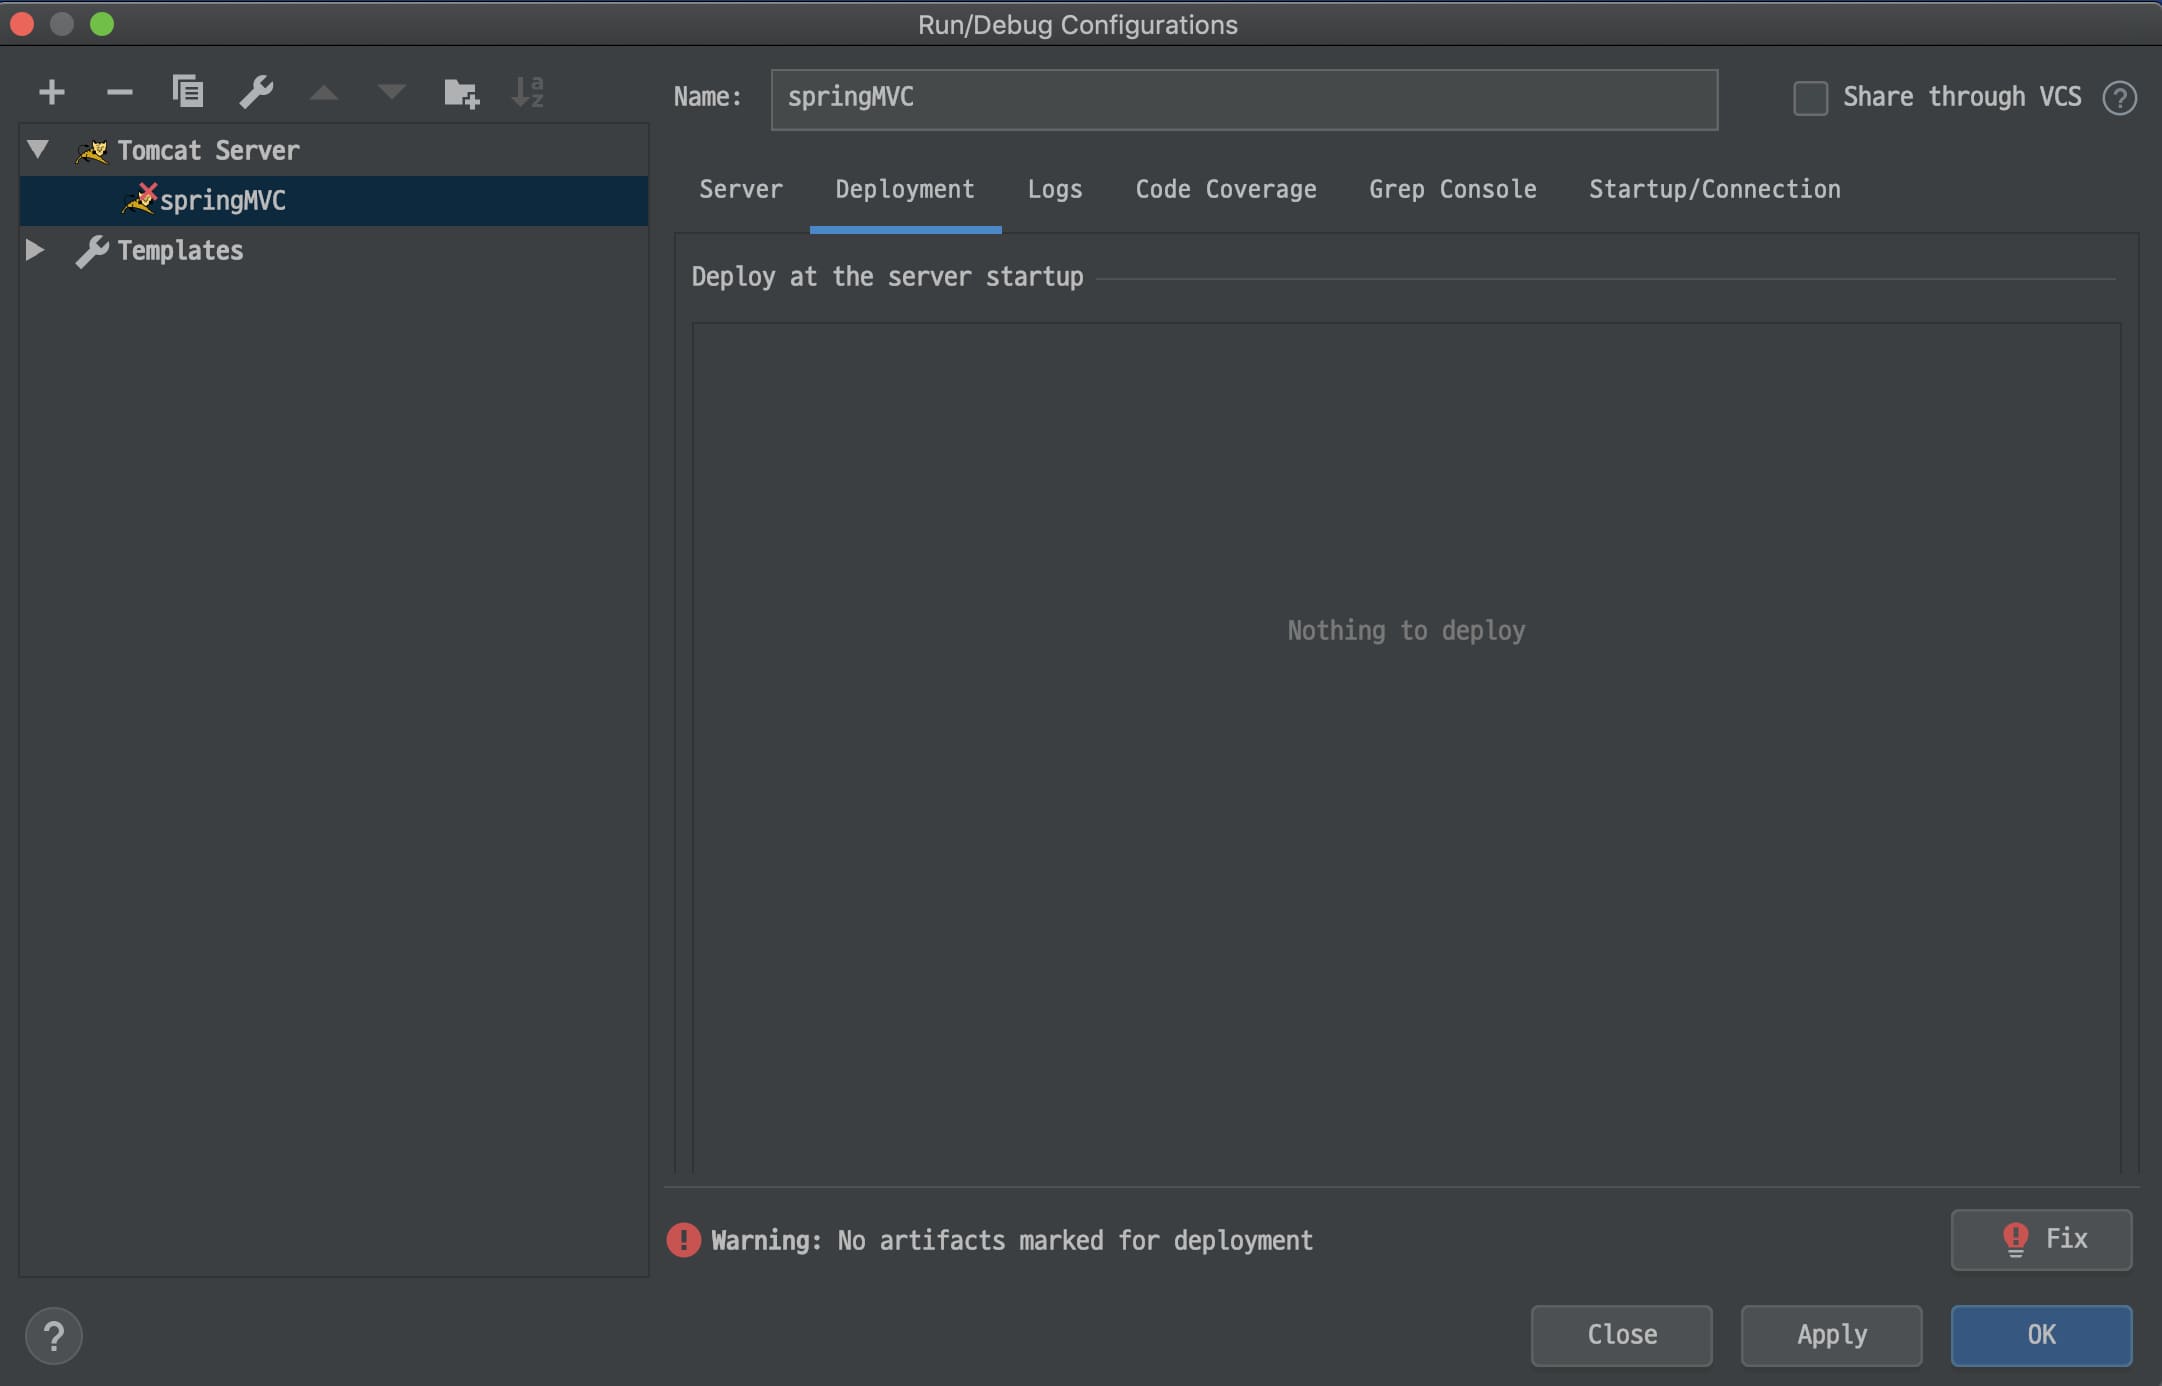 Run/Debug Configurations
Name: springMVC
Share through VCS ?
Tomcat Server
springMVC
Templates
Server Deployment Logs Code Coverage Grep Console Startup/Connection
Deploy at the server startup
Nothing to deploy
Warning: No artifacts marked for deployment
Fix
? Close Apply OK